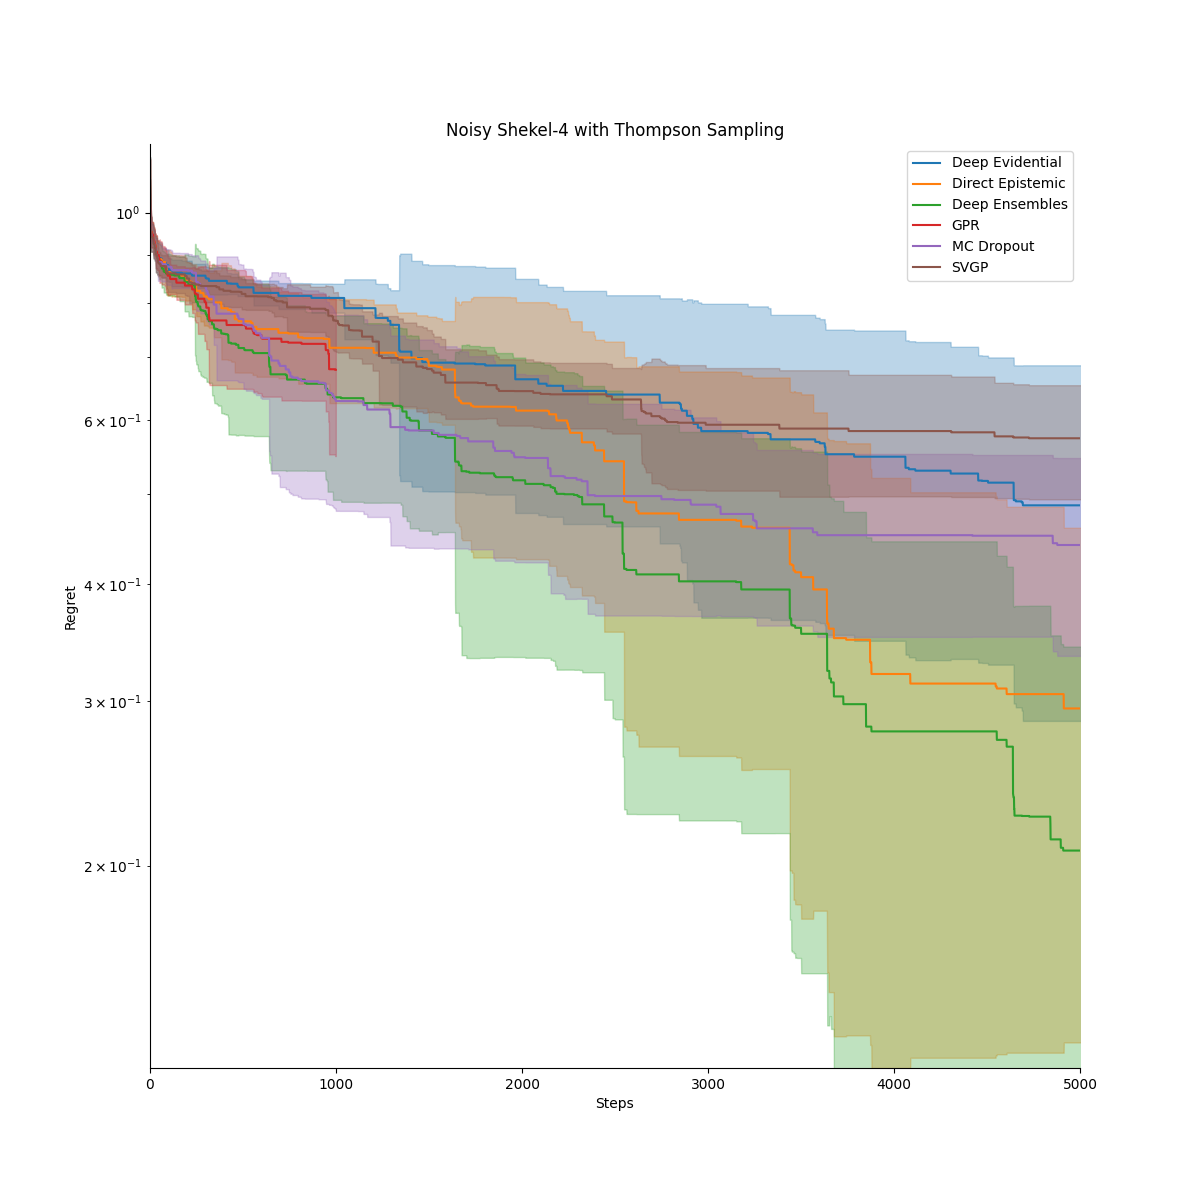 Noisy Shekel-4 with Thompson Sampling
Deep Evidential
Direct Epistemic
Deep Ensembles
GPR
MC Dropout
SVGP
10⁰
6 × 10⁻¹
4 × 10⁻¹
3 × 10⁻¹
2 × 10⁻¹
Regret
0 1000 2000 3000 4000 5000
Steps